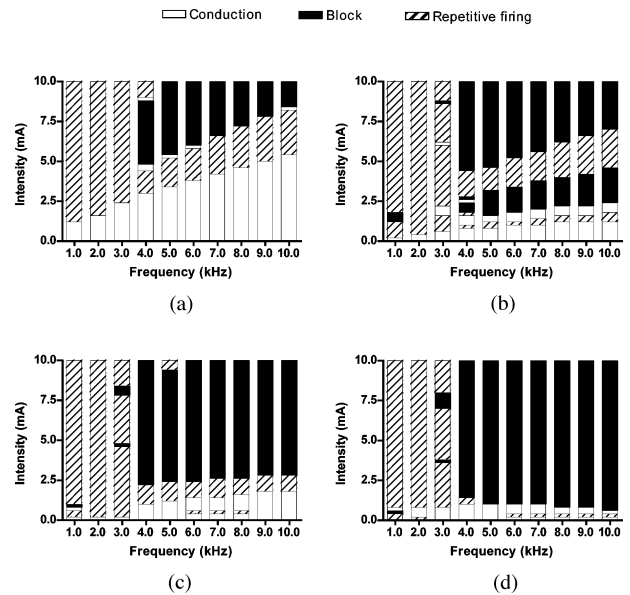 Conduction Block Repetitive firing
10.0 10.0
7.5 7.5
Intensity (mA) Intensity (mA)
5.0 5.0
2.5 2.5
0.0 0.0
1.0 2.0 3.0 4.0 5.0 6.0 7.0 8.0 9.0 10.0 1.0 2.0 3.0 4.0 5.0 6.0 7.0 8.0 9.0 10.0
Frequency (kHz) Frequency (kHz)
(a) (b)
10.0 10.0
7.5 7.5
Intensity (mA) Intensity (mA)
5.0 5.0
2.5 2.5
0.0 0.0
1.0 2.0 3.0 4.0 5.0 6.0 7.0 8.0 9.0 10.0 1.0 2.0 3.0 4.0 5.0 6.0 7.0 8.0 9.0 10.0
Frequency (kHz) Frequency (kHz)
(c) (d)